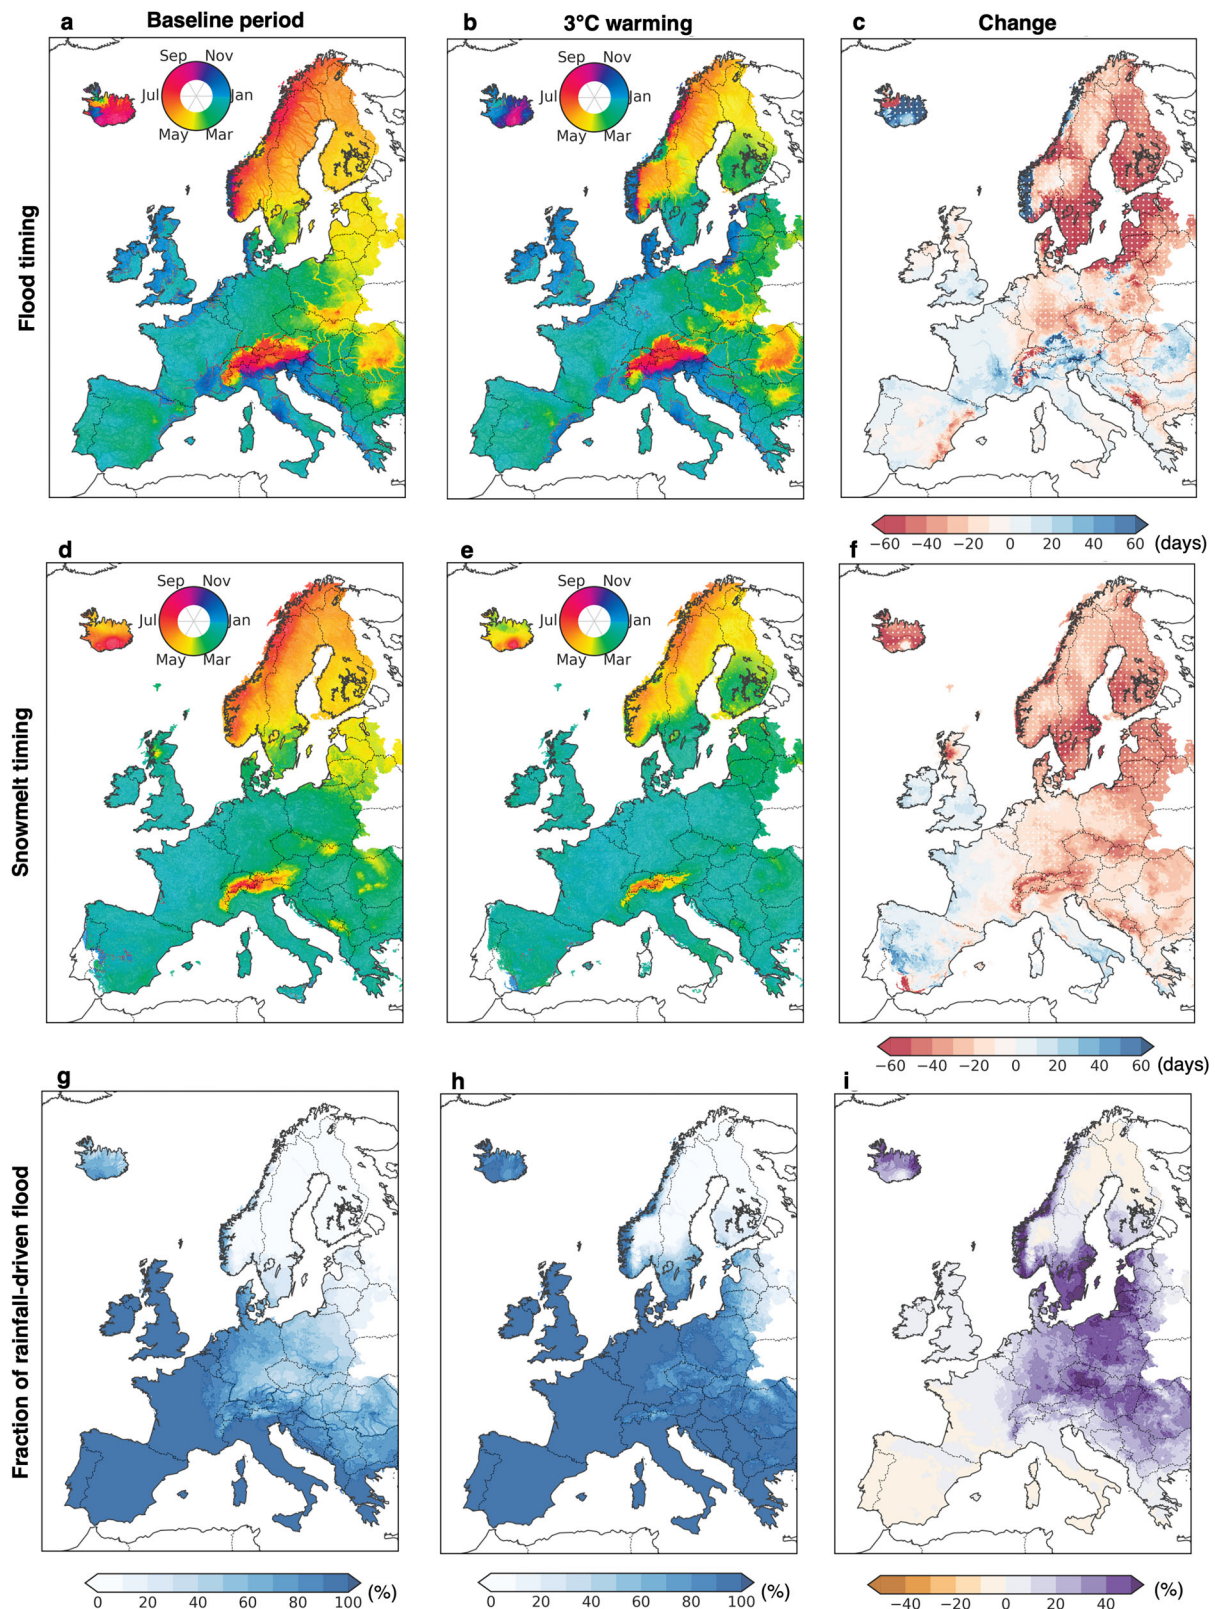 a Baseline period b 3°C warming c Change
Flood timing
Sep Nov
Jul Jan
May Mar
Sep Nov
Jul Jan
May Mar
−60 −40 −20 0 20 40 60 (days)
d e f
Snowmelt timing
Sep Nov
Jul Jan
May Mar
Sep Nov
Jul Jan
May Mar
−60 −40 −20 0 20 40 60 (days)
g h i
Fraction of rainfall-driven flood
0 20 40 60 80 100 (%)
0 20 40 60 80 100 (%)
−40 −20 0 20 40 (%)